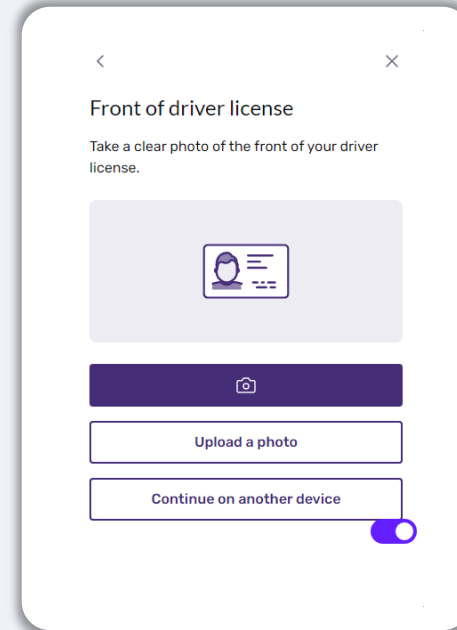 Front of driver license
Take a clear photo of the front of your driver
license.
Upload a photo
Continue on another device